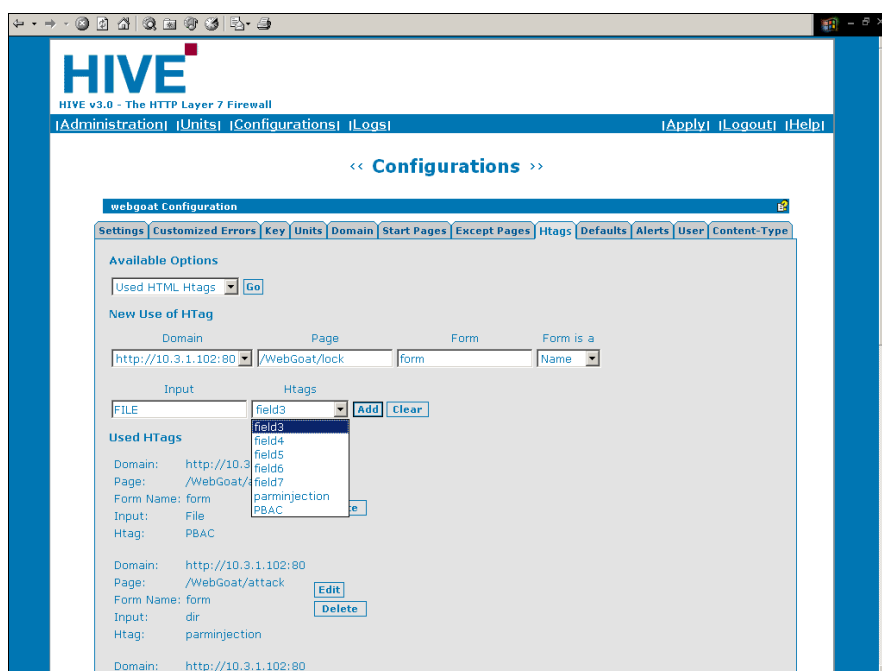 HIVE
HIVE v3.0 - The HTTP Layer 7 Firewall
|Administration| |Units| |Configurations| |Logs| |Apply| |Logout| |Help|
‹‹ Configurations ››
webgoat Configuration
Settings Customized Errors Key Units Domain Start Pages Except Pages Htags Defaults Alerts User Content-Type
Available Options
Used HTML Htags Go
New Use of HTag
Domain Page Form Form is a
http://10.3.1.102:80 /WebGoat/lock form Name
Input Htags
FILE field3 Add Clear
field3
field4
field5
field6
field7
parminjection
PBAC
Used HTags
Domain: http://10.3
Page: /WebGoat/
Form Name: form
Input: File
Htag: PBAC
Domain: http://10.3.1.102:80
Page: /WebGoat/attack
Form Name: form
Input: dir
Htag: parminjection
Edit
Delete
Domain: http://10.3.1.102:80